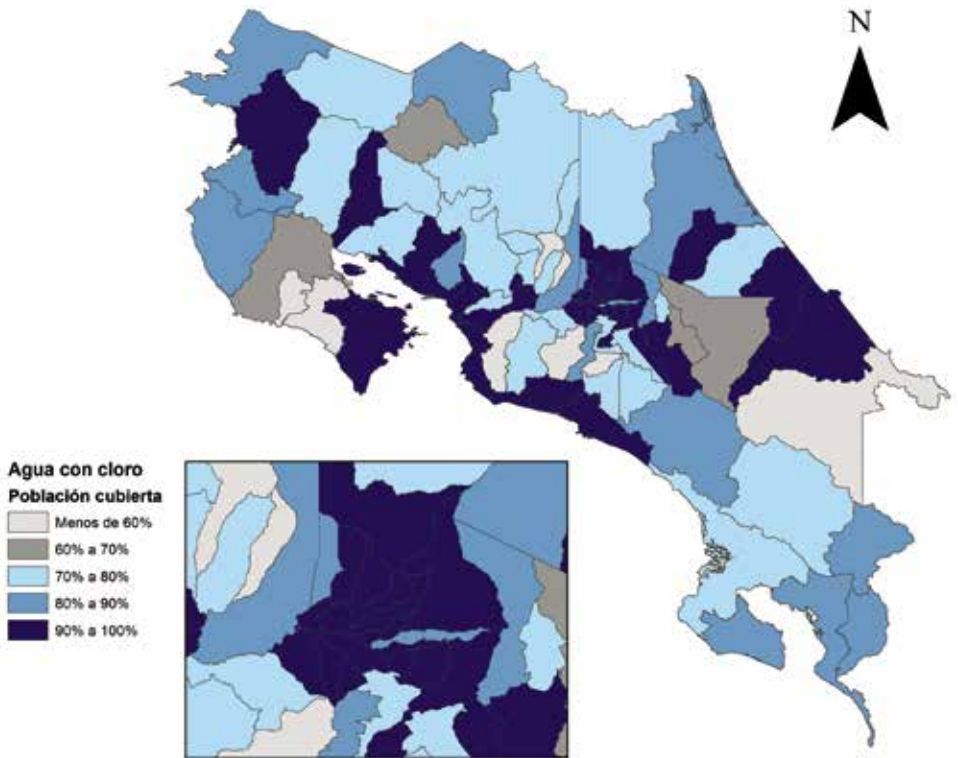 N
Agua con cloro
Población cubierta
Menos de 60%
60% a 70%
70% a 80%
80% a 90%
90% a 100%